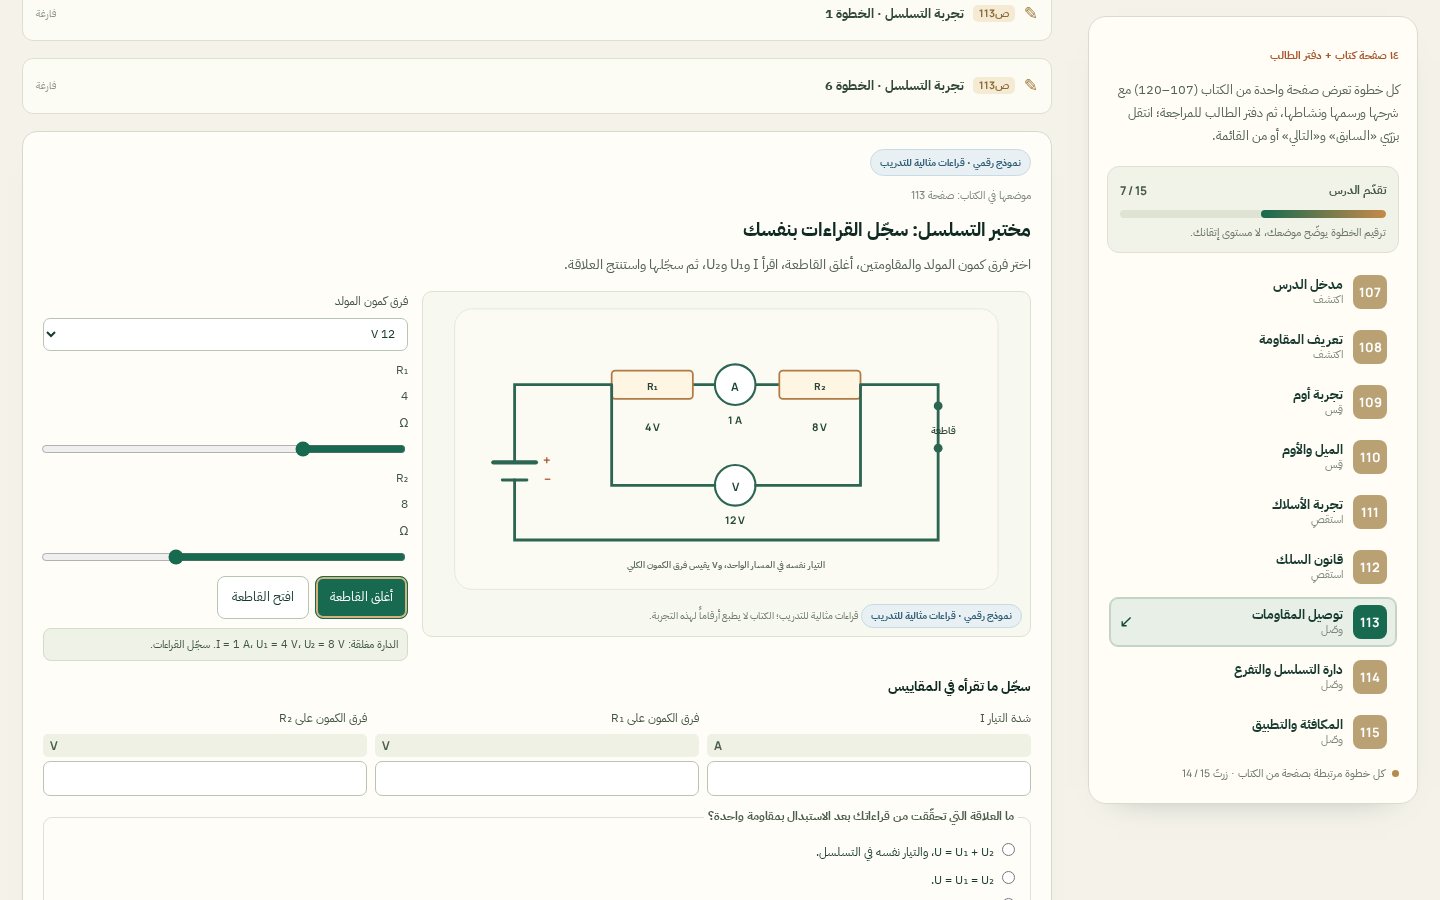 ١٤ صفحة كتاب + دفتر الطالب
كل خطوة تعرض صفحة واحدة من الكتاب (107–120) مع
شرحها ورسمها ونشاطها، ثم دفتر الطالب للمراجعة؛ انتقل
بزرّي «السابق» و«التالي» أو من القائمة.
تقدّم الدرس
7 / 15
ترقيم الخطوة يوضّح موضعك، لا مستوى إتقانك.
107 مدخل الدرس
اكتشف
108 تعريف المقاومة
اكتشف
109 تجربة أوم
قِس
110 الميل والأوم
قِس
111 تجربة الأسلاك
استقصِ
112 قانون السلك
استقصِ
113 توصيل المقاومات ↙
وصّل
114 دارة التسلسل والتفرع
وصّل
115 المكافئة والتطبيق
وصّل
كل خطوة مرتبطة بصفحة من الكتاب · زرتَ 15 / 14
✎ ص113 تجربة التسلسل · الخطوة 1
فارغة
✎ ص113 تجربة التسلسل · الخطوة 6
فارغة
نموذج رقمي · قراءات مثالية للتدريب
موضعها في الكتاب: صفحة 113
مختبر التسلسل: سجّل القراءات بنفسك
اختر فرق كمون المولد والمقاومتين، أغلق القاطعة، اقرأ I وU₁ وU₂، ثم سجّلها واستنتج العلاقة.
R₁
A
R₂
4 V
1 A
8 V
قاطعة
+
−
V
12 V
التيار نفسه في المسار الواحد، وV يقيس فرق الكمون الكلي
نموذج رقمي · قراءات مثالية للتدريب قراءات مثالية للتدريب؛ الكتاب لا يطبع أرقاماً لهذه التجربة.
فرق كمون المولد
12 V
R₁
4
Ω
R₂
8
Ω
أغلق القاطعة
افتح القاطعة
الدارة مغلقة: I = 1 A، U₁ = 4 V، U₂ = 8 V. سجّل القراءات.
سجّل ما تقرأه في المقاييس
شدة التيار I
A
فرق الكمون على R₁
V
فرق الكمون على R₂
V
ما العلاقة التي تحقّقت من قراءاتك بعد الاستبدال بمقاومة واحدة؟
U = U₁ + U₂، والتيار نفسه في التسلسل.
U = U₁ = U₂.